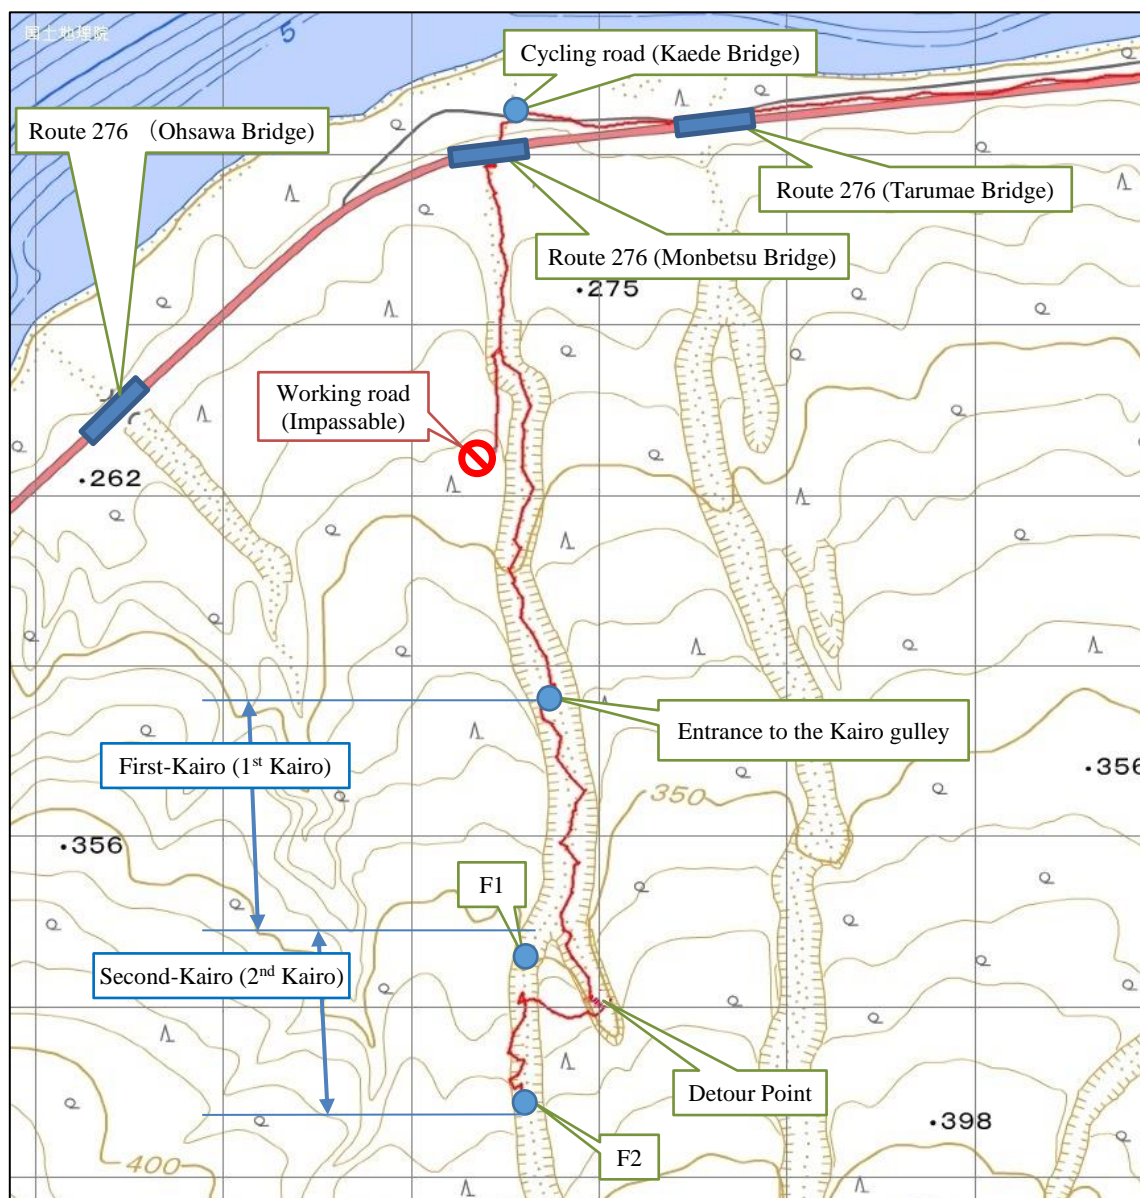 国土地理院
5
Cycling road (Kaede Bridge)
Route 276 （Ohsawa Bridge)
Route 276 (Tarumae Bridge)
Route 276 (Monbetsu Bridge)
.275
Working road
(Impassable)
.262
Entrance to the Kairo gulley
First-Kairo (1st Kairo)
.356
350
.356
F1
Second-Kairo (2nd Kairo)
Detour Point
.398
F2
400